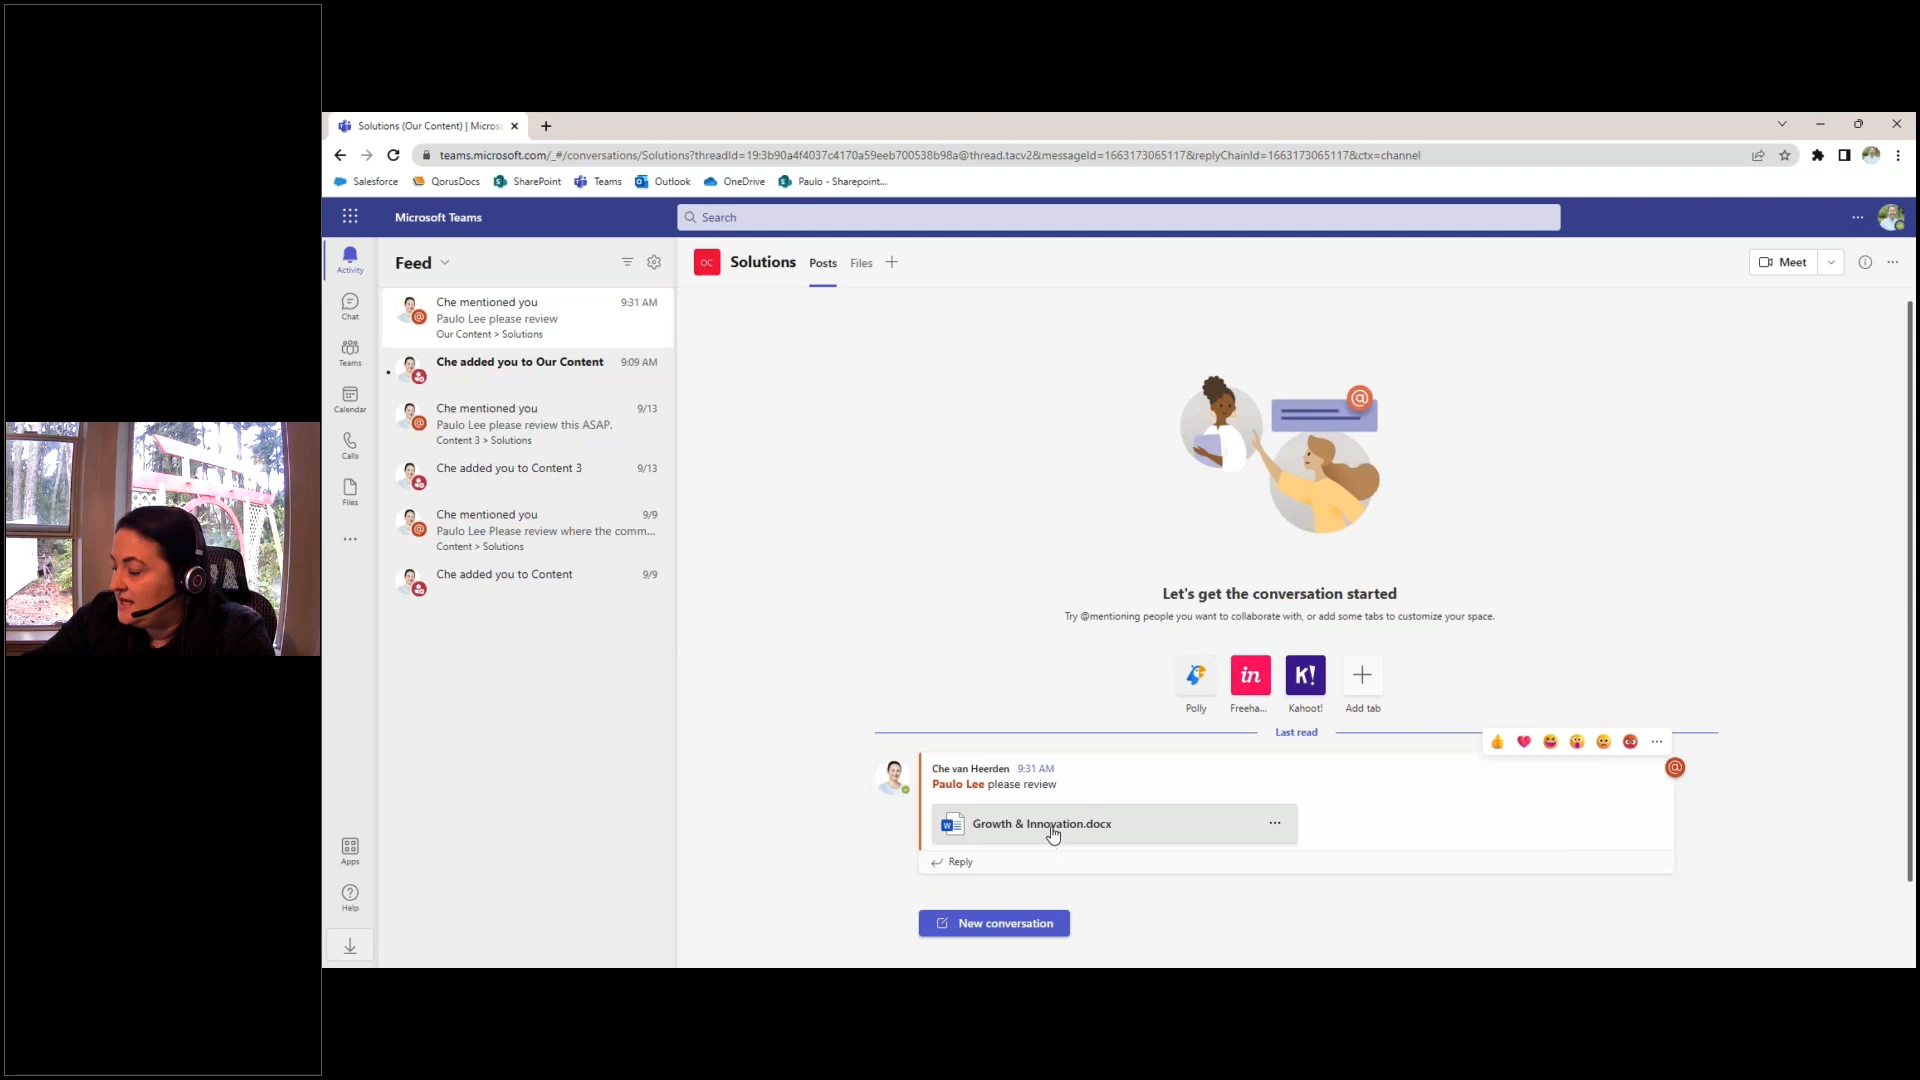 Solutions (Our Content) | Micros
teams.microsoft.com/_#/conversations/Solutions?threadId=19:3b90a4f4037c4170a59eeb700538b98a@thread.tacv2&messageId=1663173065117&replyChainId=1663173065117&ctx=channel
Salesforce QorusDocs SharePoint Teams Outlook OneDrive Paulo - Sharepoint...
Microsoft Teams
Search
Activity
Chat
Teams
Calendar
Calls
Files
Apps
Help
Feed
Che mentioned you 9:31 AM
Paulo Lee please review
Our Content > Solutions
Che added you to Our Content 9:09 AM
Che mentioned you 9/13
Paulo Lee please review this ASAP.
Content 3 > Solutions
Che added you to Content 3 9/13
Che mentioned you 9/9
Paulo Lee Please review where the comm...
Content > Solutions
Che added you to Content 9/9
OC Solutions Posts Files
Meet
Let's get the conversation started
Try @mentioning people you want to collaborate with, or add some tabs to customize your space.
in K!
Polly Freeha... Kahoot! Add tab
Last read
Che van Heerden 9:31 AM
Paulo Lee please review
Growth & Innovation.docx
Reply
New conversation